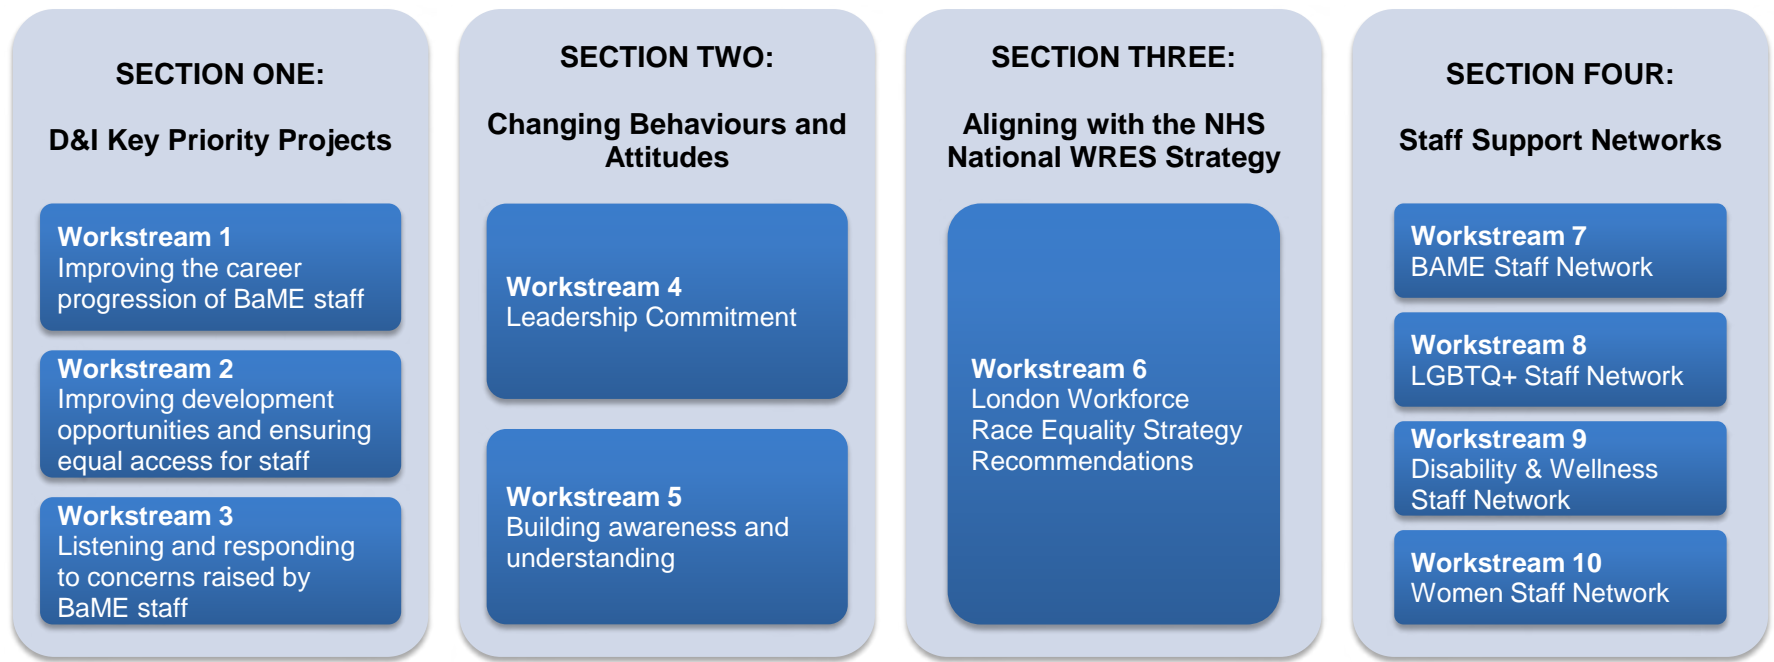 SECTION ONE:
D&I Key Priority Projects
Workstream 1
Improving the career
progression of BaME staff
Workstream 2
Improving development
opportunities and ensuring
equal access for staff
Workstream 3
Listening and responding
to concerns raised by
BaME staff
SECTION TWO:
Changing Behaviours and
Attitudes
Workstream 4
Leadership Commitment
Workstream 5
Building awareness and
understanding
SECTION THREE:
Aligning with the NHS
National WRES Strategy
Workstream 6
London Workforce
Race Equality Strategy
Recommendations
SECTION FOUR:
Staff Support Networks
Workstream 7
BAME Staff Network
Workstream 8
LGBTQ+ Staff Network
Workstream 9
Disability & Wellness
Staff Network
Workstream 10
Women Staff Network